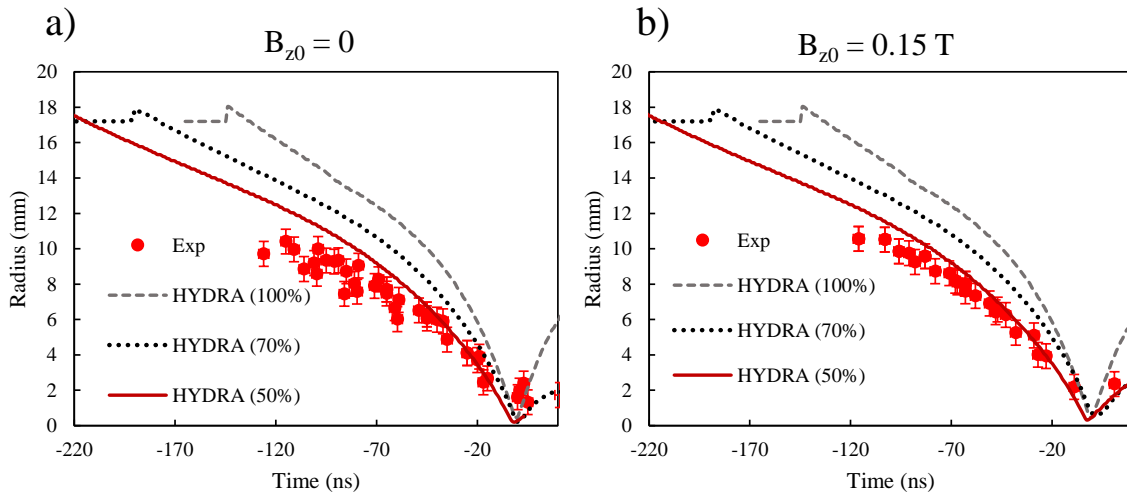 a)
B_z0 = 0
20
18
16
14
12
10
8
6
4
2
0
Radius (mm)
Exp
HYDRA (100%)
HYDRA (70%)
HYDRA (50%)
-220 -170 -120 -70 -20
Time (ns)
b)
B_z0 = 0.15 T
20
18
16
14
12
10
8
6
4
2
0
Radius (mm)
Exp
HYDRA (100%)
HYDRA (70%)
HYDRA (50%)
-220 -170 -120 -70 -20
Time (ns)